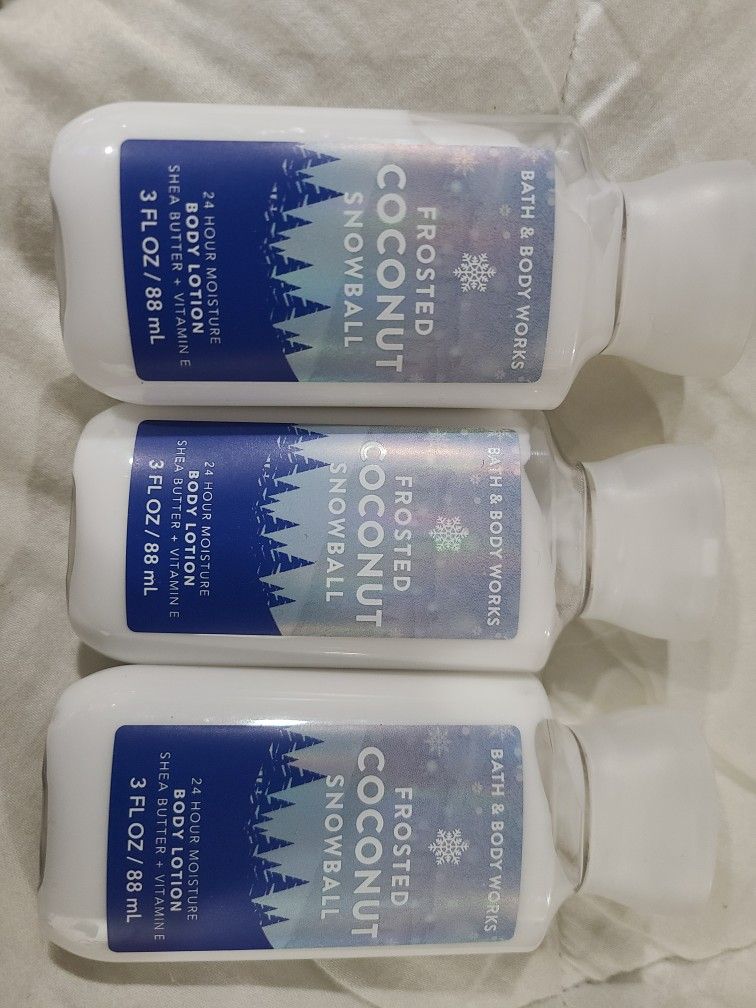 BATH & BODY WORKS
FROSTED
COCONUT
SNOWBALL
24 HOUR MOISTURE
BODY LOTION
SHEA BUTTER + VITAMIN E
3 FL OZ / 88 mL
BATH & BODY WORKS
FROSTED
COCONUT
SNOWBALL
24 HOUR MOISTURE
BODY LOTION
SHEA BUTTER + VITAMIN E
3 FL OZ / 88 mL
BATH & BODY WORKS
FROSTED
COCONUT
SNOWBALL
24 HOUR MOISTURE
BODY LOTION
SHEA BUTTER + VITAMIN E
3 FL OZ / 88 mL